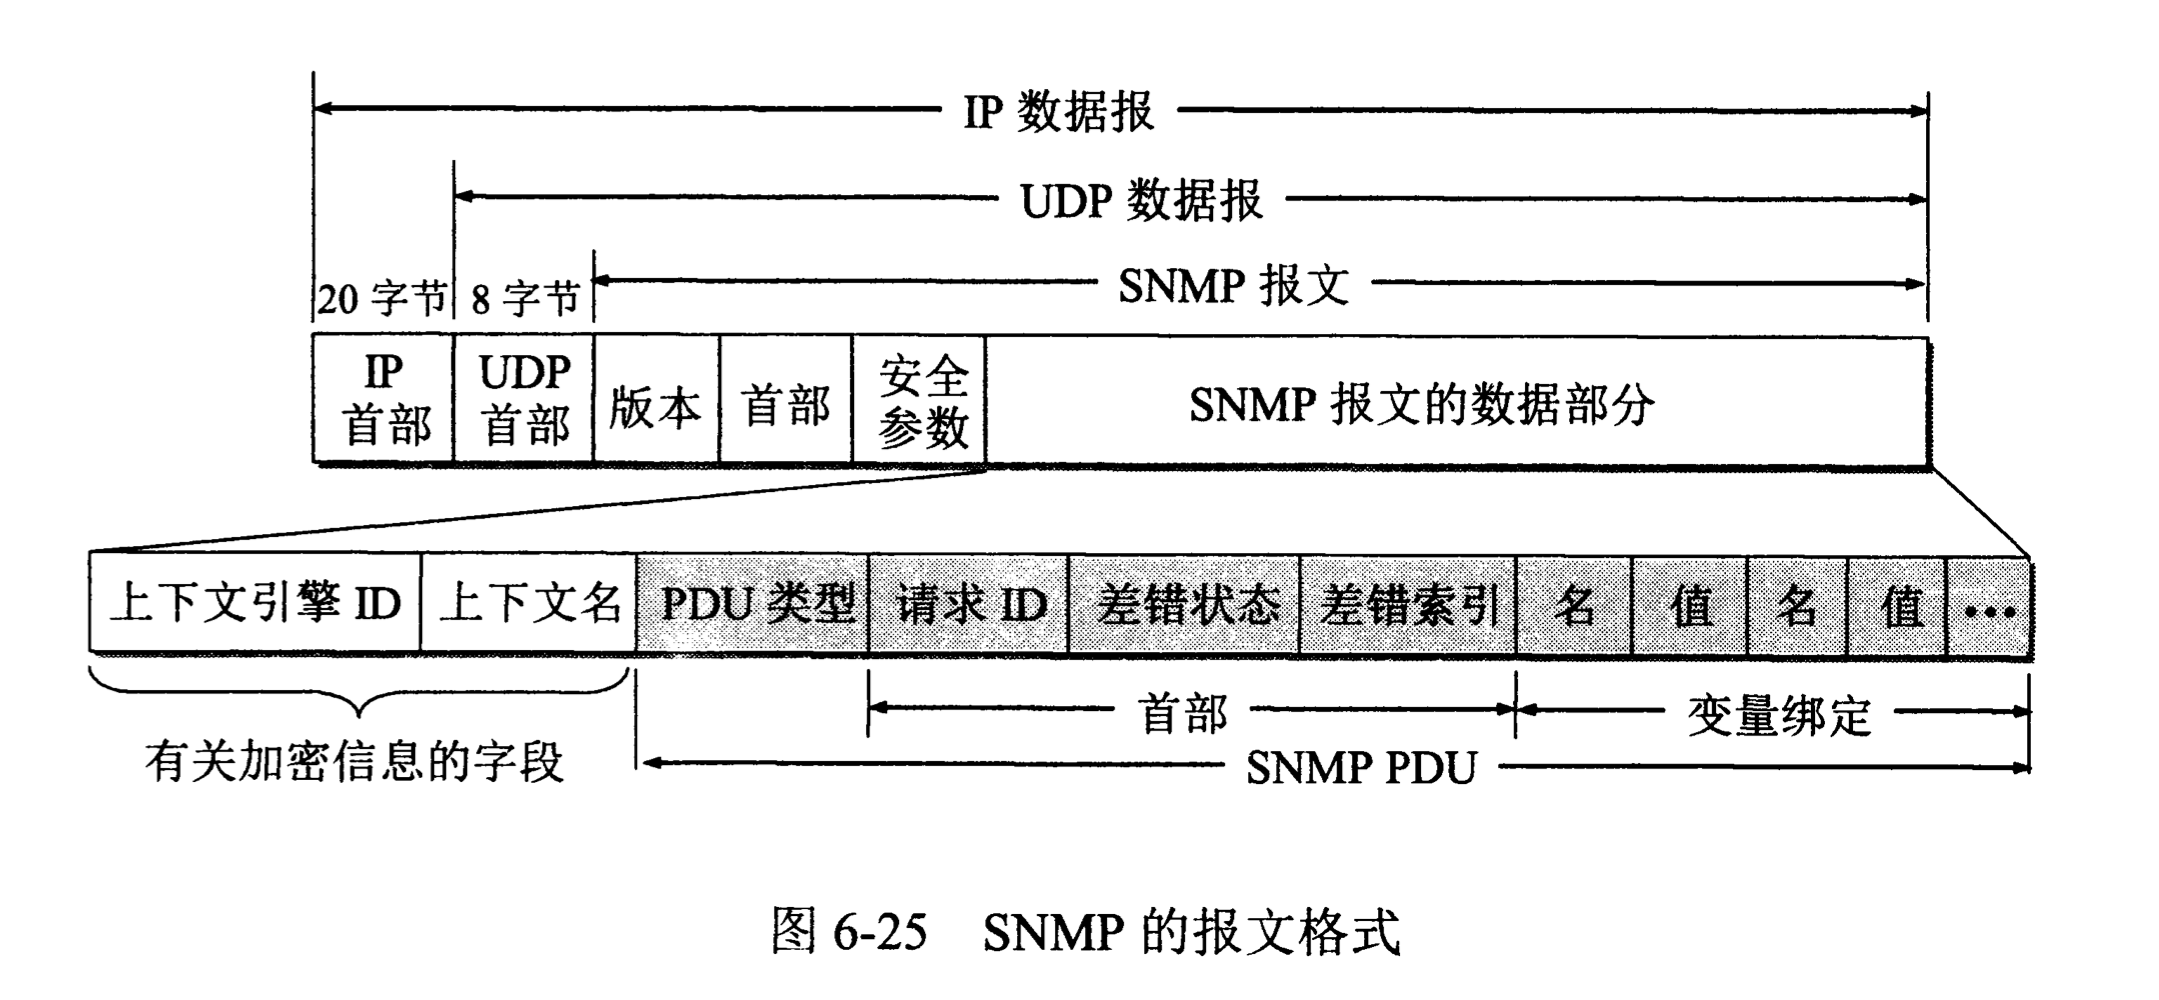 IP 数据报
UDP 数据报
20 字节 8 字节 SNMP 报文
IP 首部 UDP 首部 版本 首部 安全参数 SNMP 报文的数据部分
上下文引擎 ID 上下文名 PDU 类型 请求 ID 差错状态 差错索引 名 值 名 值 •••
首部 变量绑定
有关加密信息的字段 SNMP PDU
图 6-25 SNMP 的报文格式